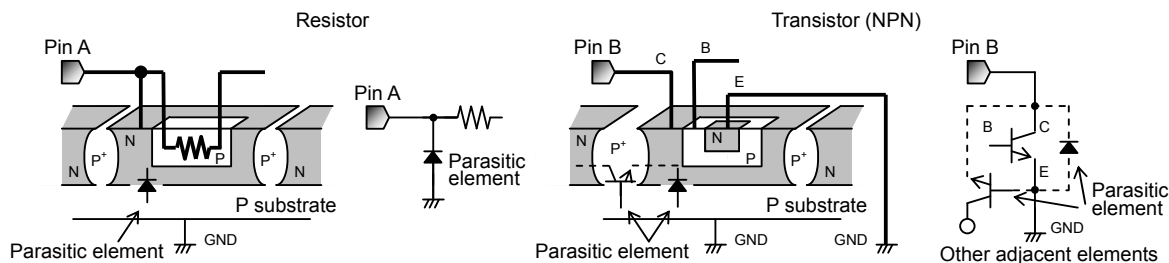 Resistor
Pin A
N
N
P+
P
P+
N
P substrate
Parasitic element
GND
Pin A
Parasitic
element
Transistor (NPN)
Pin B
C
B
E
N
P+
N
P
P+
N
P substrate
Parasitic element
GND
GND
Pin B
B
C
E
Parasitic
element
GND
Other adjacent elements